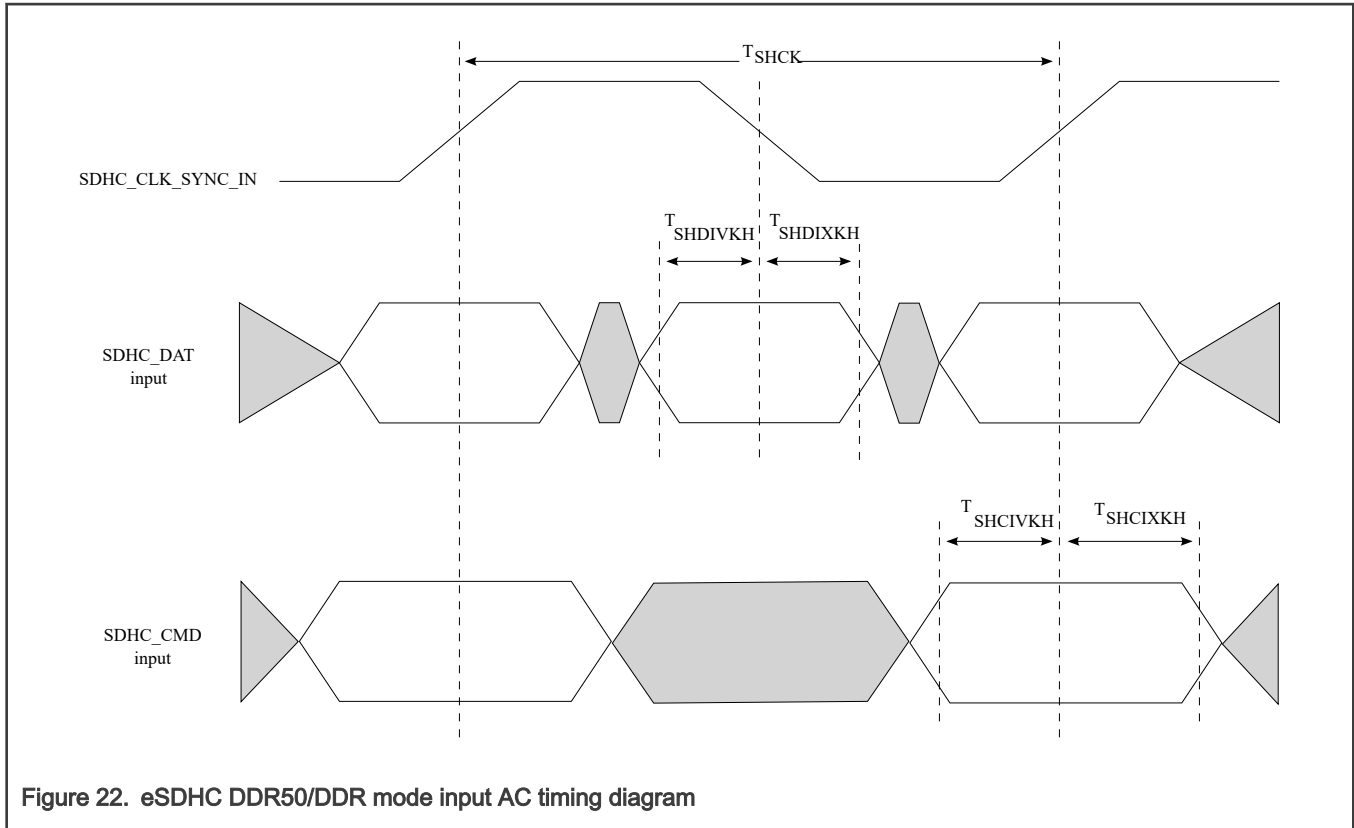 TSHCK
SDHC_CLK_SYNC_IN
TSHDIVKH TSHDIXKH
SDHC_DAT
input
TSHCIVKH TSHCIXKH
SDHC_CMD
input
Figure 22. eSDHC DDR50/DDR mode input AC timing diagram